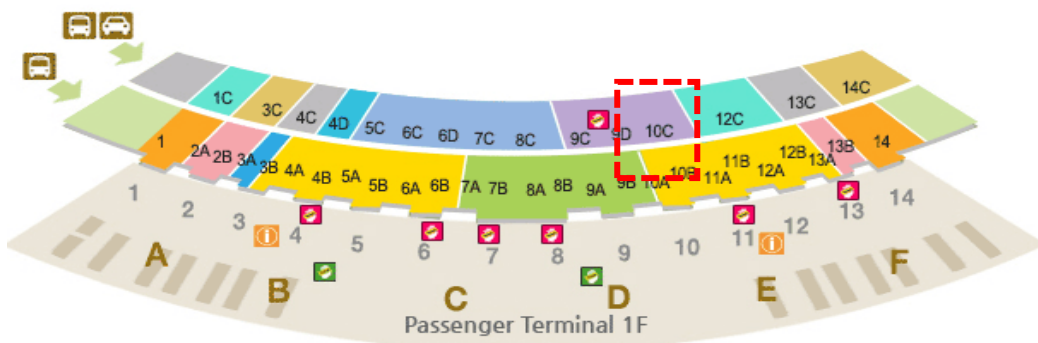 1C 3C 4C 4D 5C 6C 6D 7C 8C 9C 9D 10C 12C 13C 14C
1 2A 2B 3A 3B 4A 4B 5A 5B 6A 6B 7A 7B 8A 8B 9A 9B 10A 10B 11A 11B 12A 12B 13A 13B 14
1 2 3 4 5 6 7 8 9 10 11 12 13 14
A B C D E F
Passenger Terminal 1F